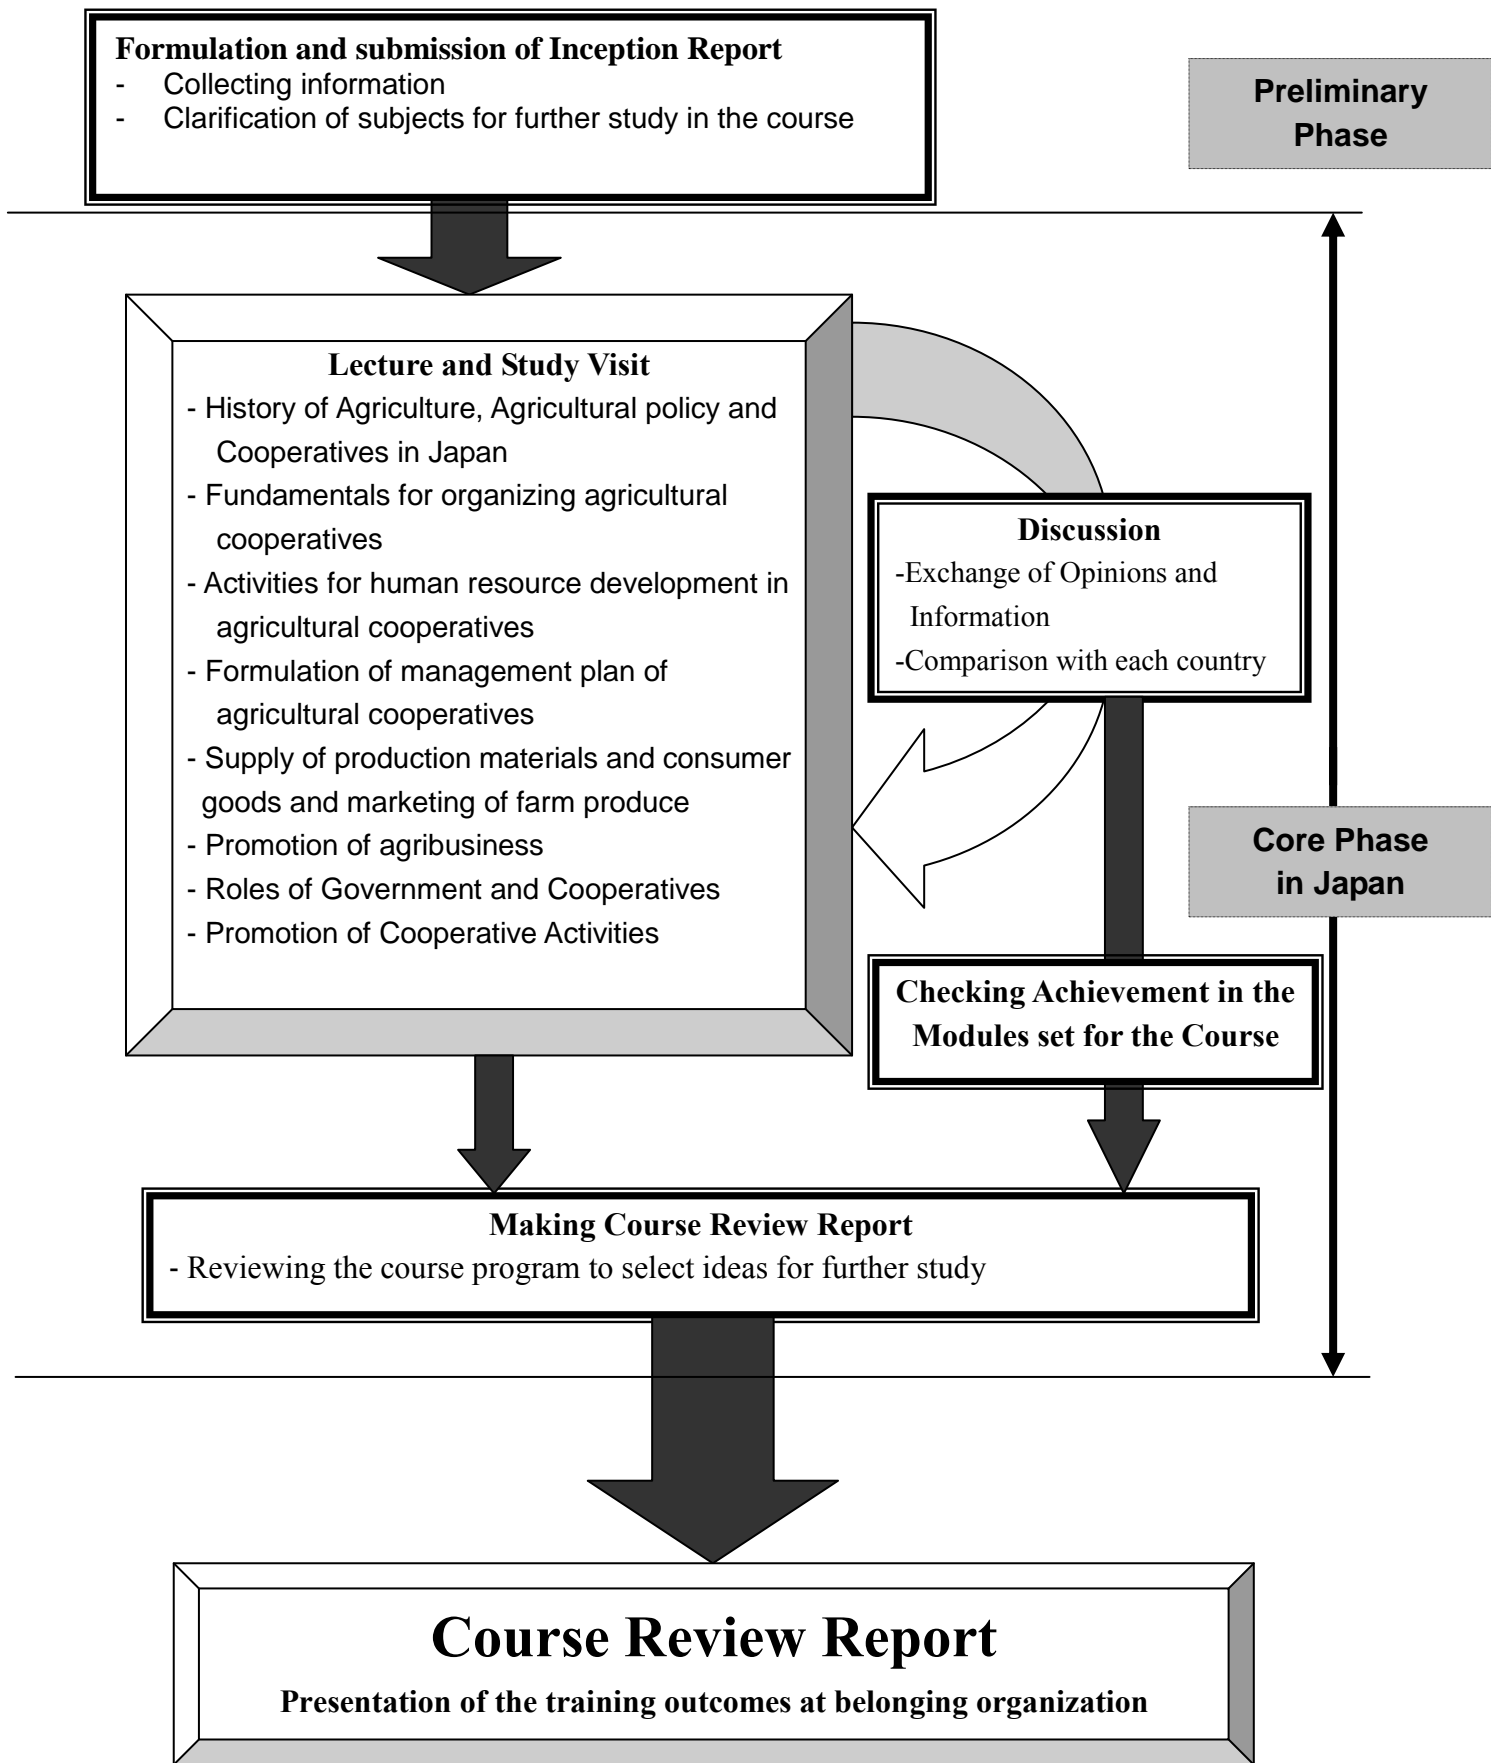 Formulation and submission of Inception Report
- Collecting information
- Clarification of subjects for further study in the course
Preliminary
Phase
Lecture and Study Visit
- History of Agriculture, Agricultural policy and
Cooperatives in Japan
- Fundamentals for organizing agricultural
cooperatives
- Activities for human resource development in
agricultural cooperatives
- Formulation of management plan of
agricultural cooperatives
- Supply of production materials and consumer
goods and marketing of farm produce
- Promotion of agribusiness
- Roles of Government and Cooperatives
- Promotion of Cooperative Activities
Discussion
-Exchange of Opinions and
Information
-Comparison with each country
Core Phase
in Japan
Checking Achievement in the
Modules set for the Course
Making Course Review Report
- Reviewing the course program to select ideas for further study
Course Review Report
Presentation of the training outcomes at belonging organization